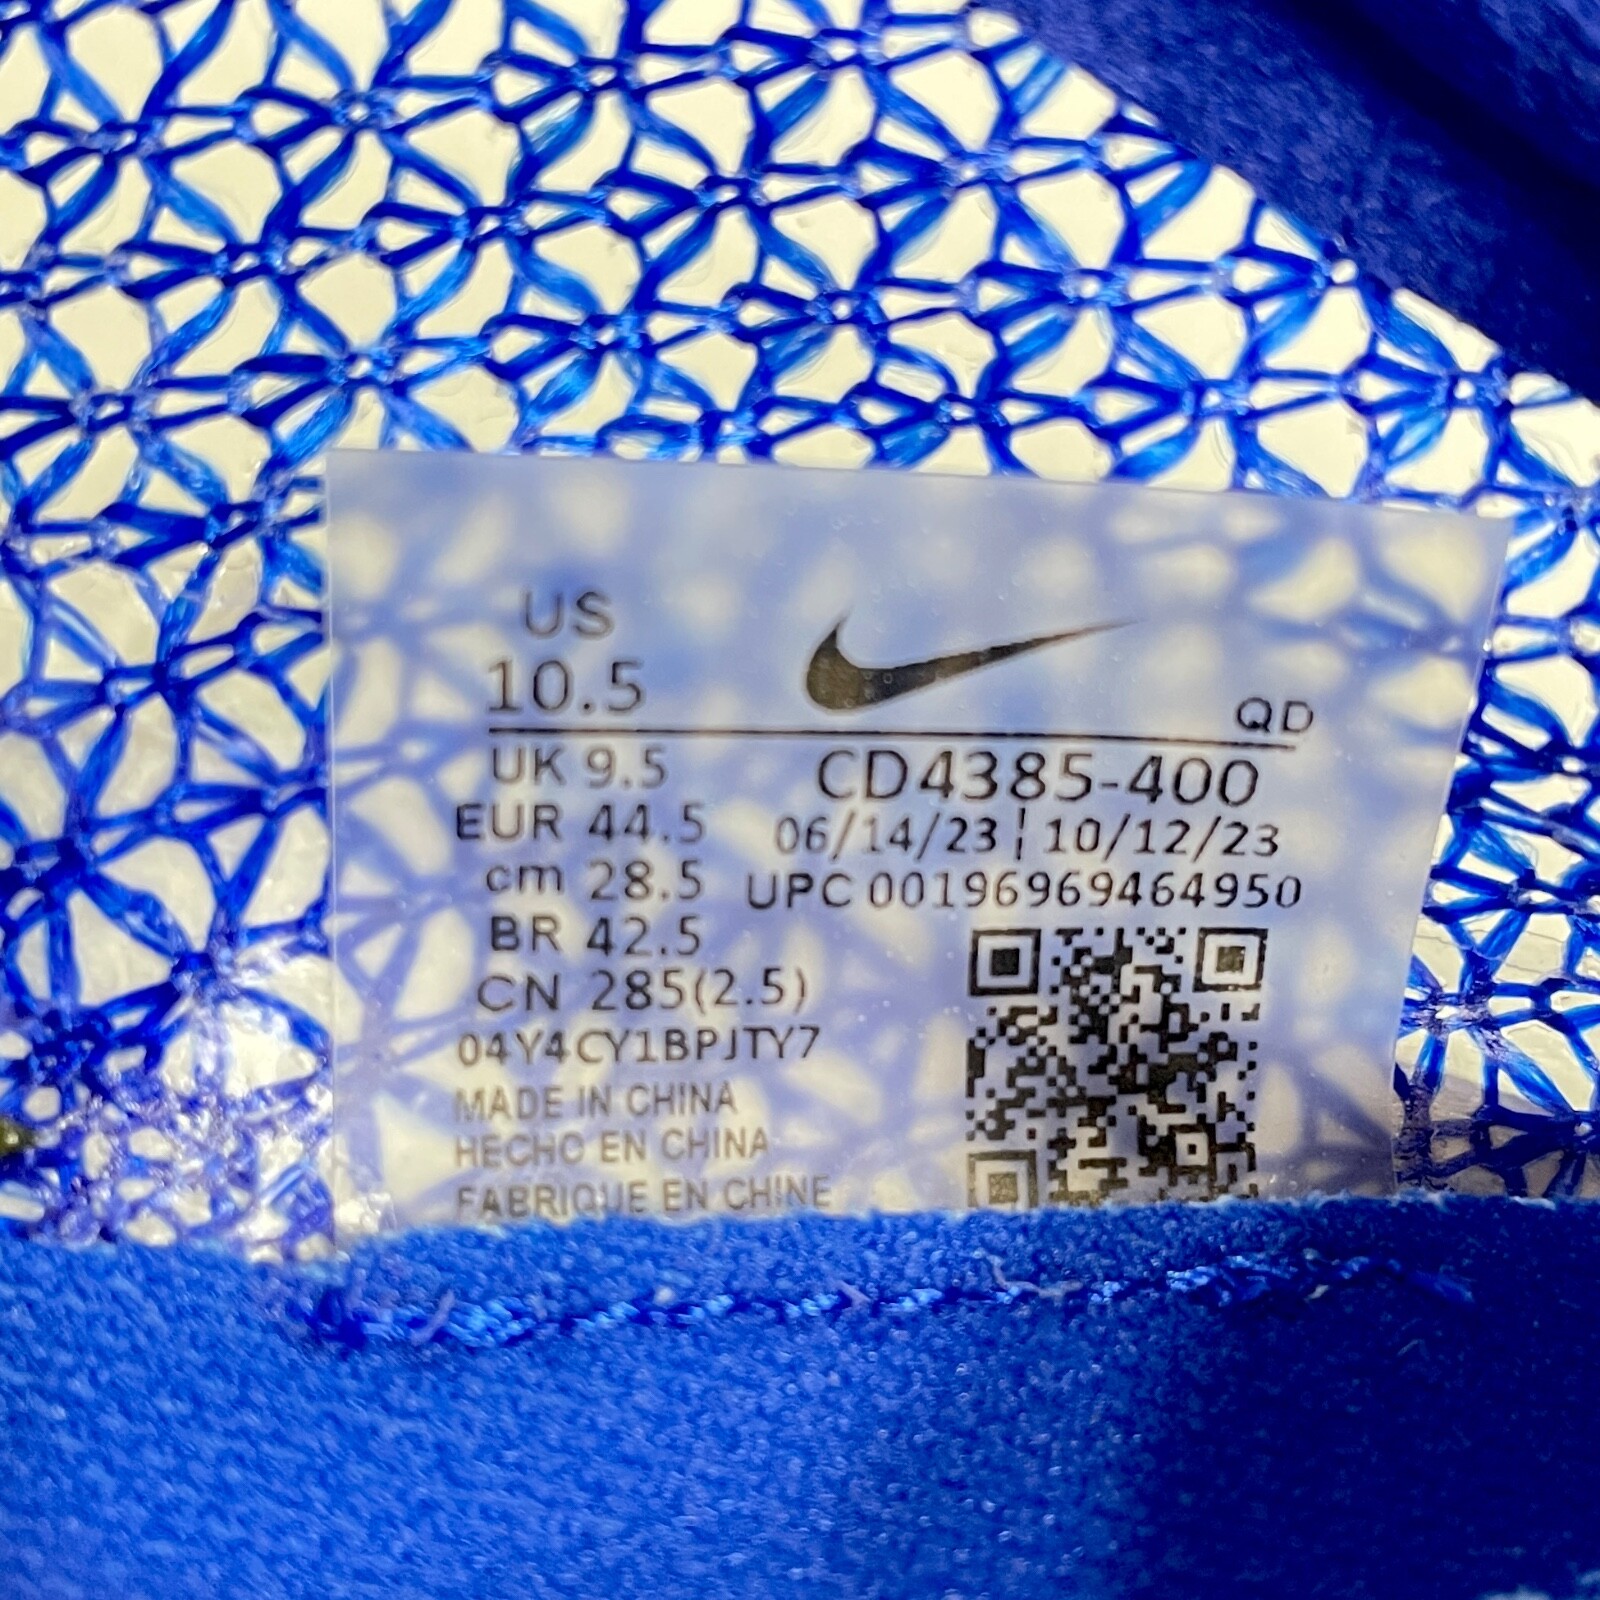 US
10.5
QD
UK 9.5
CD4385-400
EUR 44.5
06/14/23 ¦ 10/12/23
cm 28.5
UPC 00196969464950
BR 42.5
CN 285(2.5)
04Y4CY1BPJTY7
MADE IN CHINA
HECHO EN CHINA
FABRIQUE EN CHINE